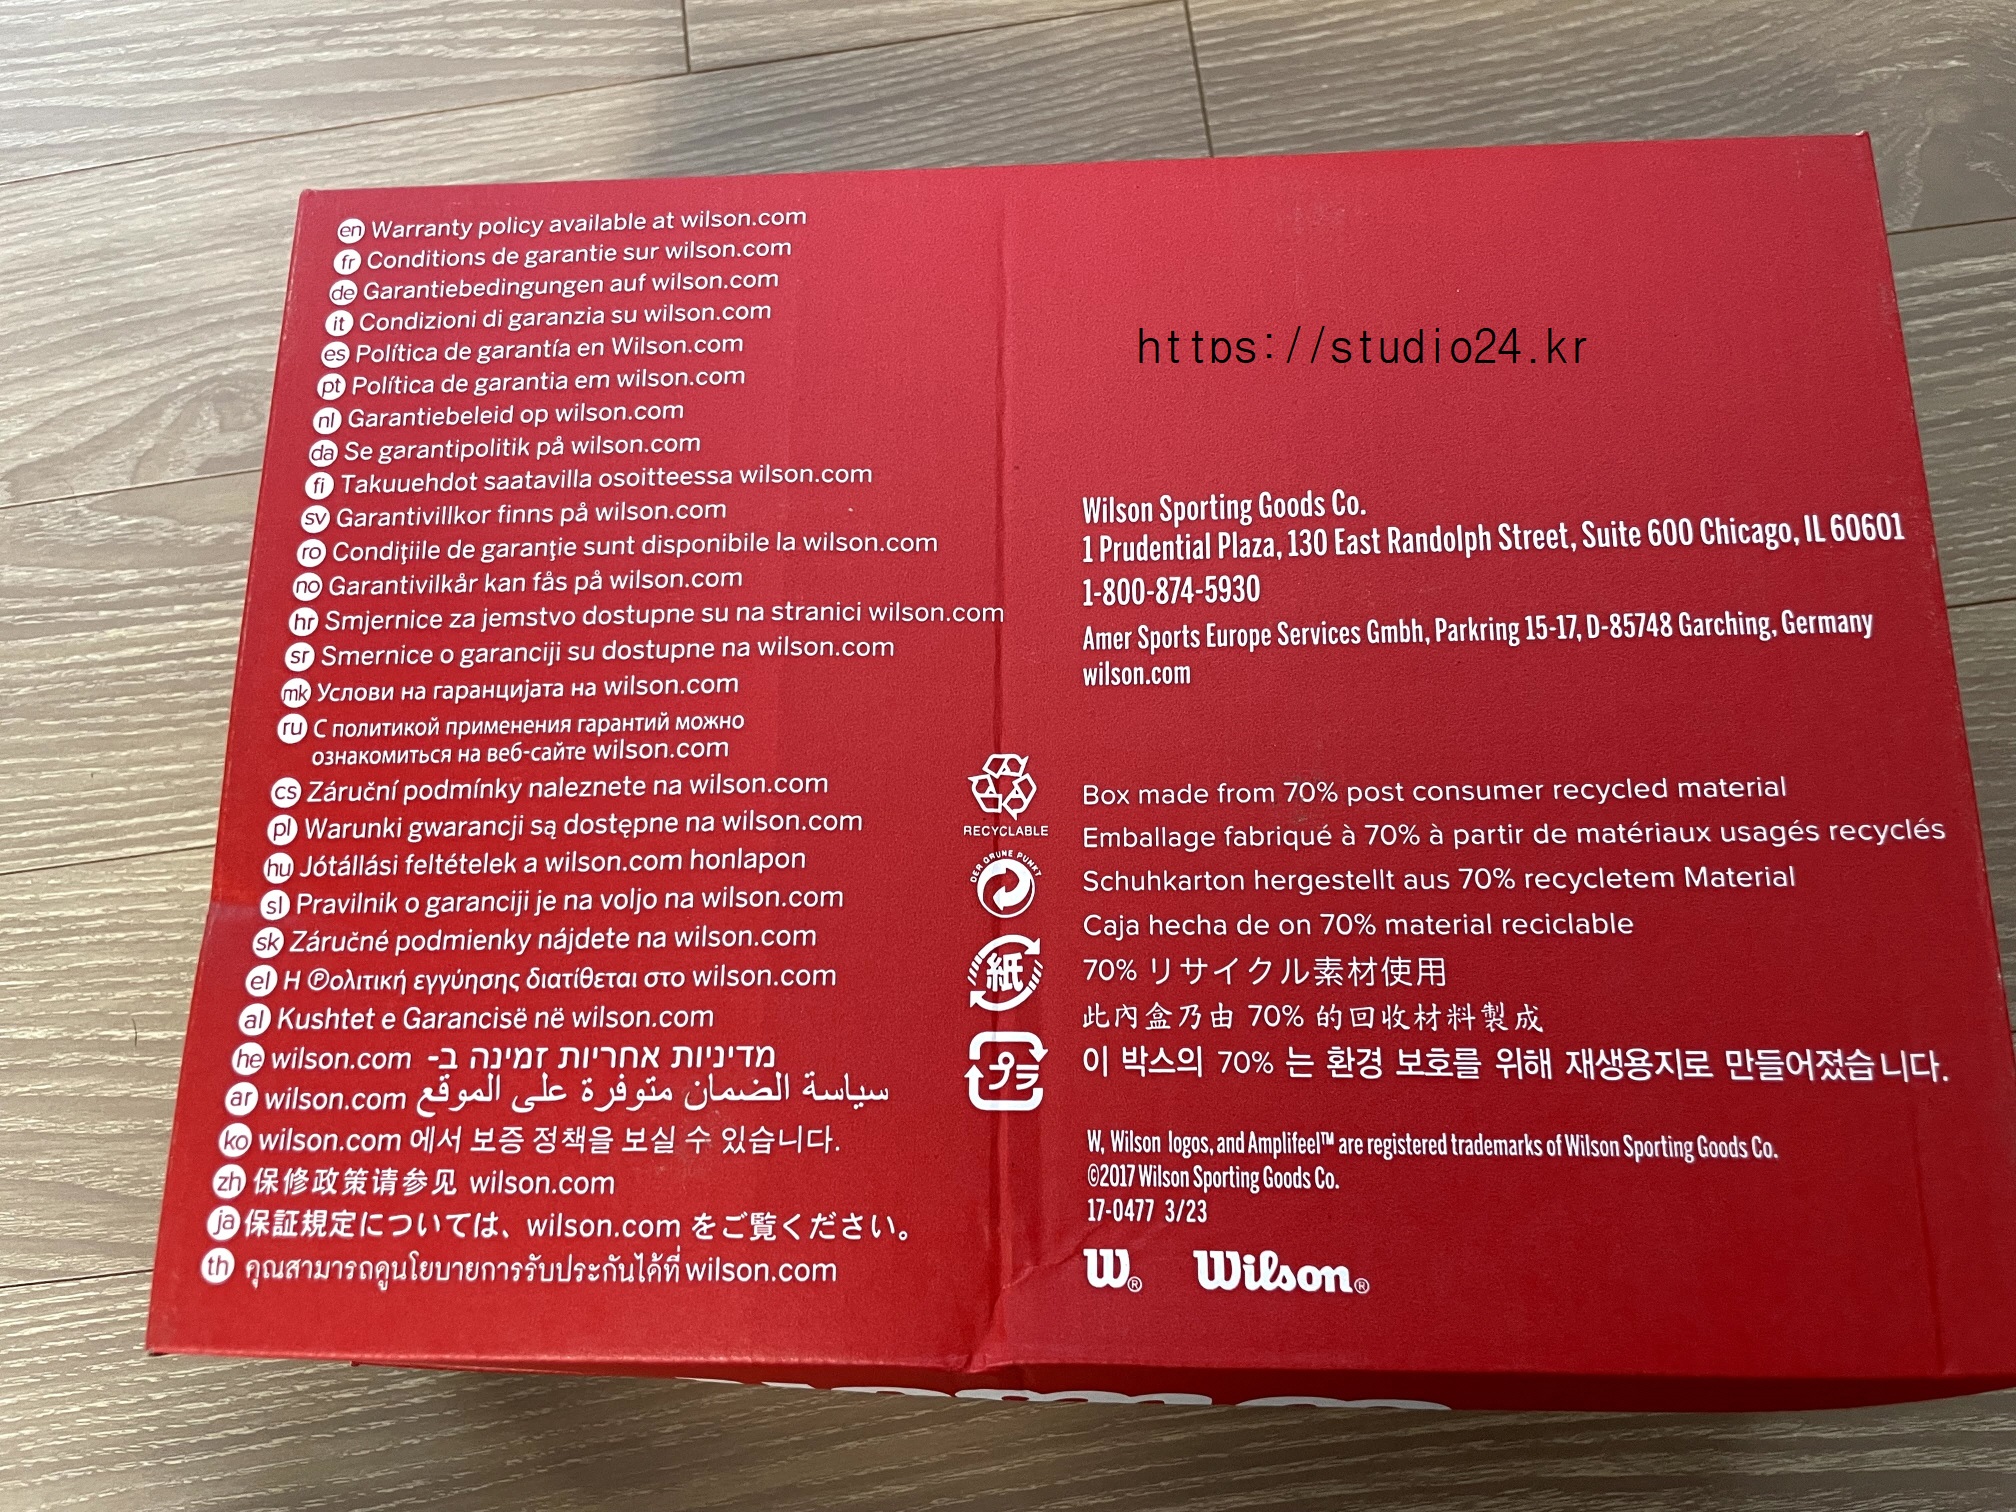 en Warranty policy available at wilson.com
fr Conditions de garantie sur wilson.com
de Garantiebedingungen auf wilson.com
it Condizioni di garanzia su wilson.com
es Política de garantía en Wilson.com
pt Política de garantia em wilson.com
nl Garantiebeleid op wilson.com
da Se garantipolitik på wilson.com
fi Takuuehdot saatavilla osoitteessa wilson.com
sv Garantivillkor finns på wilson.com
ro Condiţiile de garanţie sunt disponibile la wilson.com
no Garantivilkår kan fås på wilson.com
hr Smjernice za jemstvo dostupne su na stranici wilson.com
sr Smernice o garanciji su dostupne na wilson.com
mk Услови на гаранцијата на wilson.com
ru С политикой применения гарантий можно
ознакомиться на веб-сайте wilson.com
cs Záruční podmínky naleznete na wilson.com
pl Warunki gwarancji są dostępne na wilson.com
hu Jótállási feltételek a wilson.com honlapon
sl Pravilnik o garanciji je na voljo na wilson.com
sk Záručné podmienky nájdete na wilson.com
el Η Ⓟολιτική εγγύησης διατίθεται στο wilson.com
al Kushtet e Garancisë në wilson.com
he wilson.com מדיניות אחריות זמינה ב-
ar wilson.com سياسة الضمان متوفرة على الموقع
ko wilson.com 에서 보증 정책을 보실 수 있습니다.
zh 保修政策请参见 wilson.com
ja 保証規定については、wilson.com をご覧ください。
th คุณสามารถดูนโยบายการรับประกันได้ที่ wilson.com
https://studio24.kr
Wilson Sporting Goods Co.
1 Prudential Plaza, 130 East Randolph Street, Suite 600 Chicago, IL 60601
1-800-874-5930
Amer Sports Europe Services Gmbh, Parkring 15-17, D-85748 Garching, Germany
wilson.com
RECYCLABLE
DER GRÜNE PUNKT
紙
プラ
Box made from 70% post consumer recycled material
Emballage fabriqué à 70% à partir de matériaux usagés recyclés
Schuhkarton hergestellt aus 70% recycletem Material
Caja hecha de on 70% material reciclable
70% リサイクル素材使用
此內盒乃由 70% 的回收材料製成
이 박스의 70% 는 환경 보호를 위해 재생용지로 만들어졌습니다.
W, Wilson logos, and Amplifeel™ are registered trademarks of Wilson Sporting Goods Co.
©2017 Wilson Sporting Goods Co.
17-0477 3/23
W® Wilson®